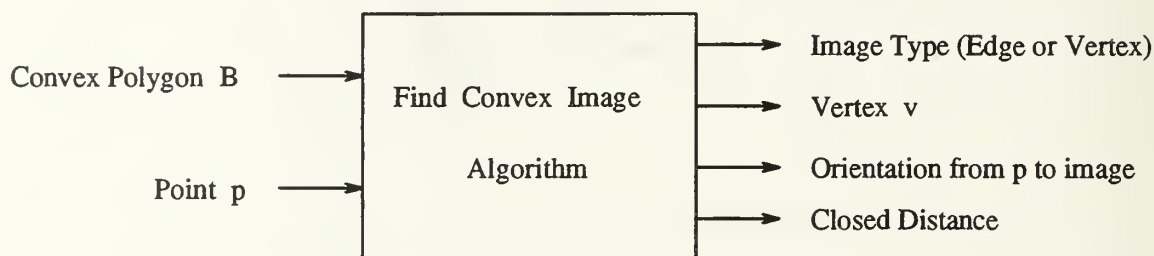 Convex Polygon B
Point p
Find Convex Image
Algorithm
Image Type (Edge or Vertex)
Vertex v
Orientation from p to image
Closed Distance